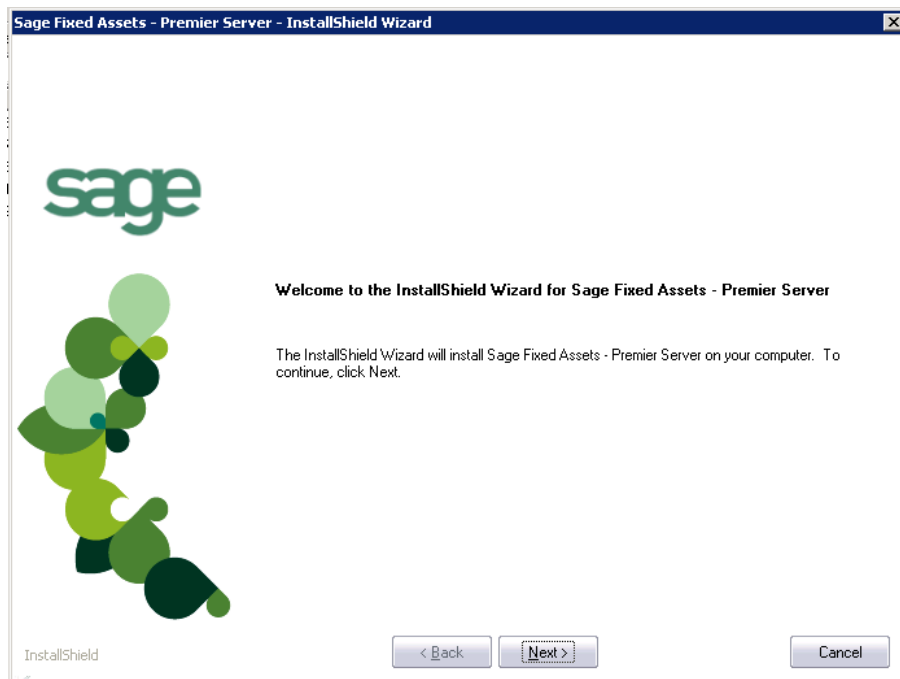 Sage Fixed Assets - Premier Server - InstallShield Wizard
sage
Welcome to the InstallShield Wizard for Sage Fixed Assets - Premier Server
The InstallShield Wizard will install Sage Fixed Assets - Premier Server on your computer. To
continue, click Next.
InstallShield
< Back
Next >
Cancel